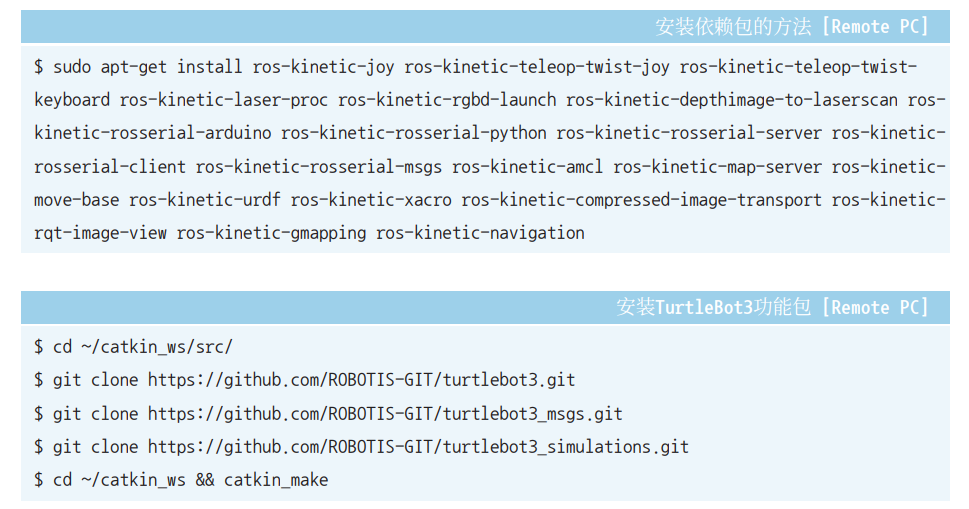 安装依赖包的方法 [Remote PC]
$ sudo apt-get install ros-kinetic-joy ros-kinetic-teleop-twist-joy ros-kinetic-teleop-twist-
keyboard ros-kinetic-laser-proc ros-kinetic-rgbd-launch ros-kinetic-depthimage-to-laserscan ros-
kinetic-rosserial-arduino ros-kinetic-rosserial-python ros-kinetic-rosserial-server ros-kinetic-
rosserial-client ros-kinetic-rosserial-msgs ros-kinetic-amcl ros-kinetic-map-server ros-kinetic-
move-base ros-kinetic-urdf ros-kinetic-xacro ros-kinetic-compressed-image-transport ros-kinetic-
rqt-image-view ros-kinetic-gmapping ros-kinetic-navigation
安装TurtleBot3功能包 [Remote PC]
$ cd ~/catkin_ws/src/
$ git clone https://github.com/ROBOTIS-GIT/turtlebot3.git
$ git clone https://github.com/ROBOTIS-GIT/turtlebot3_msgs.git
$ git clone https://github.com/ROBOTIS-GIT/turtlebot3_simulations.git
$ cd ~/catkin_ws && catkin_make